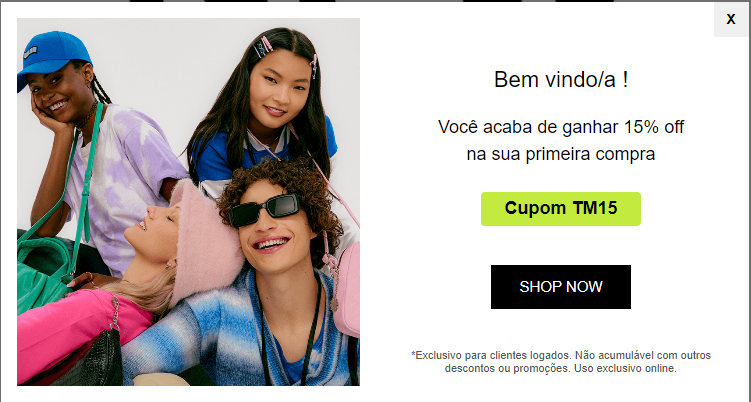 X
Bem vindo/a !
Você acaba de ganhar 15% off
na sua primeira compra
Cupom TM15
SHOP NOW
*Exclusivo para clientes logados. Não acumulável com outros
descontos ou promoções. Uso exclusivo online.